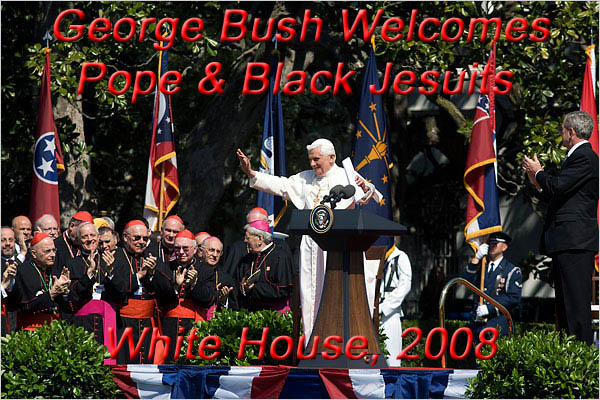 George Bush Welcomes
Pope & Black Jesuits
White House, 2008